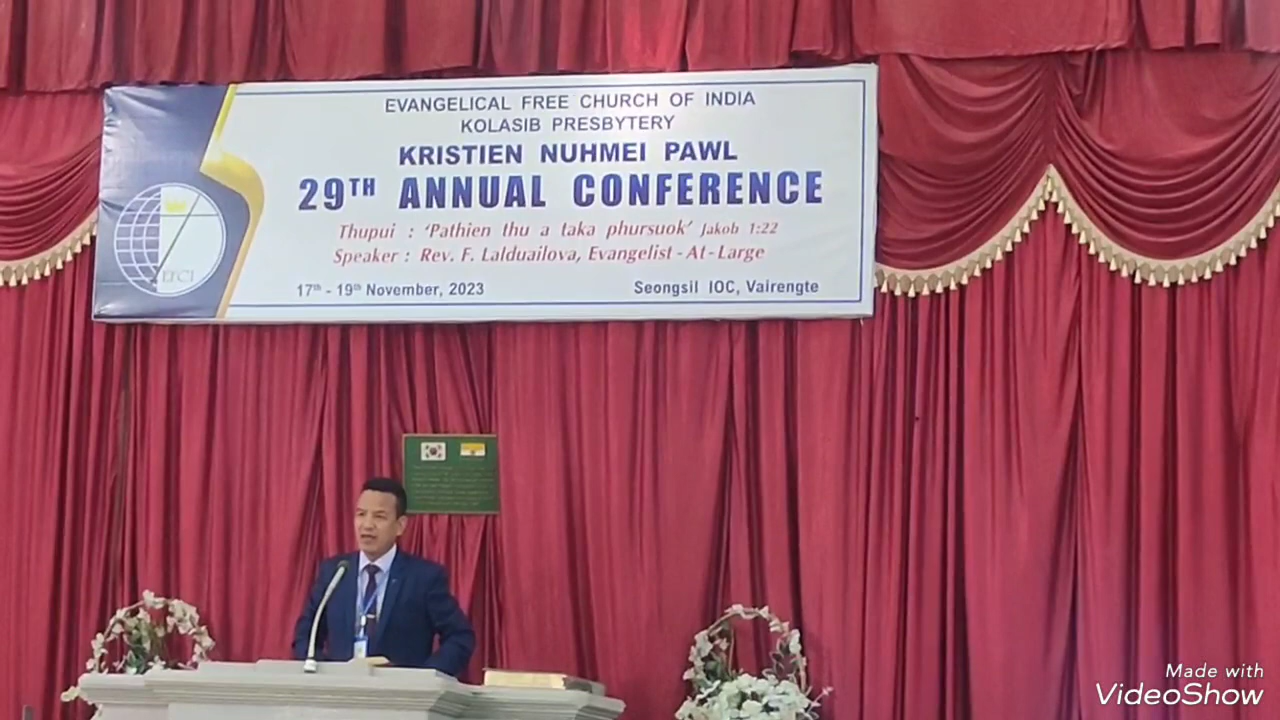 EVANGELICAL FREE CHURCH OF INDIA
KOLASIB PRESBYTERY
KRISTIEN NUHMEI PAWL
29TH ANNUAL CONFERENCE
Thupui : 'Pathien thu a taka phursuok' Jakob 1:22
Speaker : Rev. F. Lalduailova, Evangelist - At - Large
17th - 19th November, 2023
Seongsil IOC, Vairengte
EFCI
Made with
VideoShow